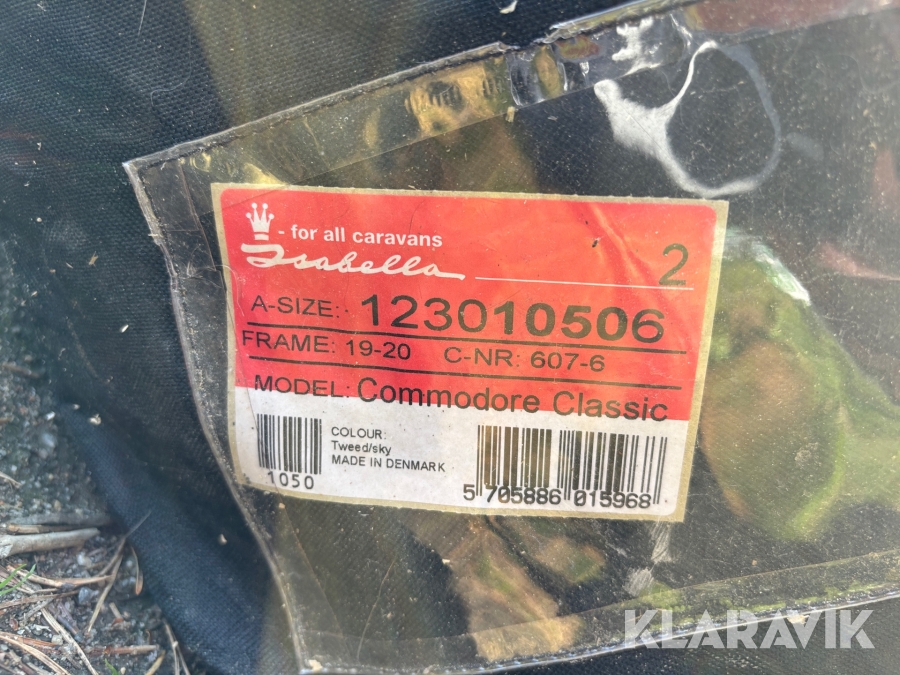 - for all caravans
Isabella 2
A-SIZE: 123010506
FRAME: 19-20 C-NR: 607-6
MODEL: Commodore Classic
COLOUR:
Tweed/sky
MADE IN DENMARK
1050
5 705886 015968
KLARAVIK